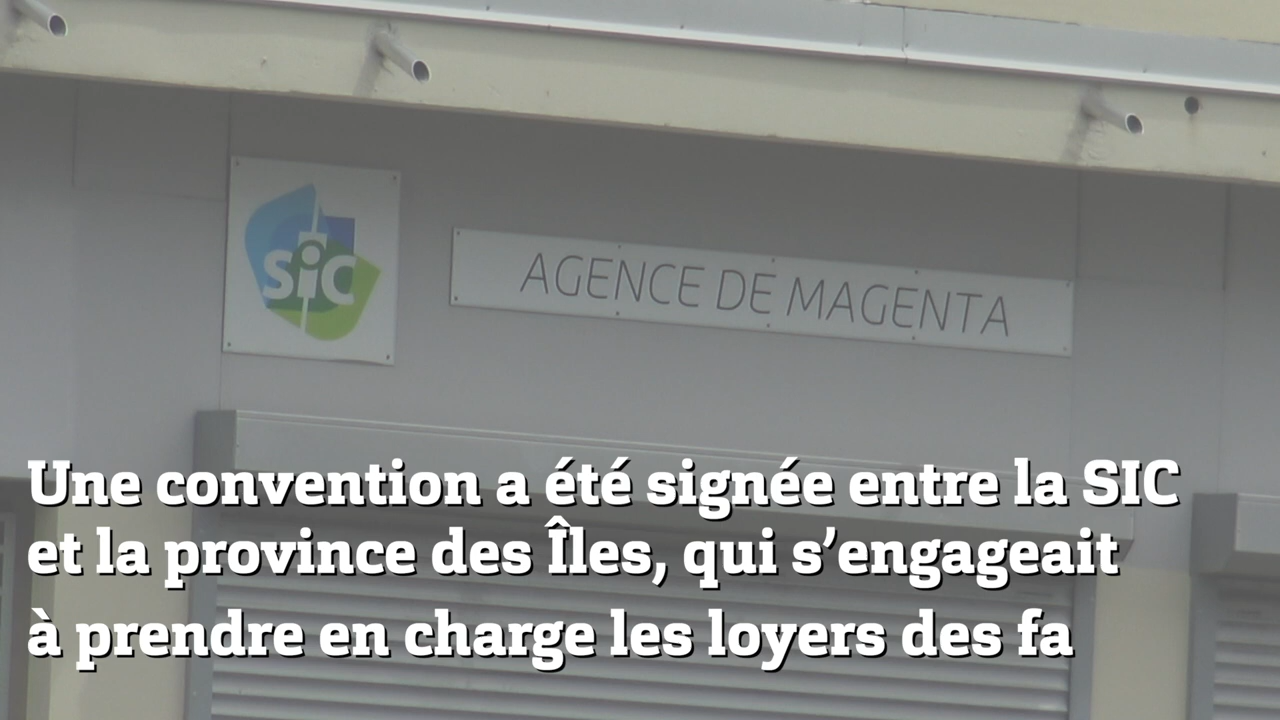 SiC
AGENCE DE MAGENTA
Une convention a été signée entre la SIC
et la province des Îles, qui s’engageait
à prendre en charge les loyers des fa